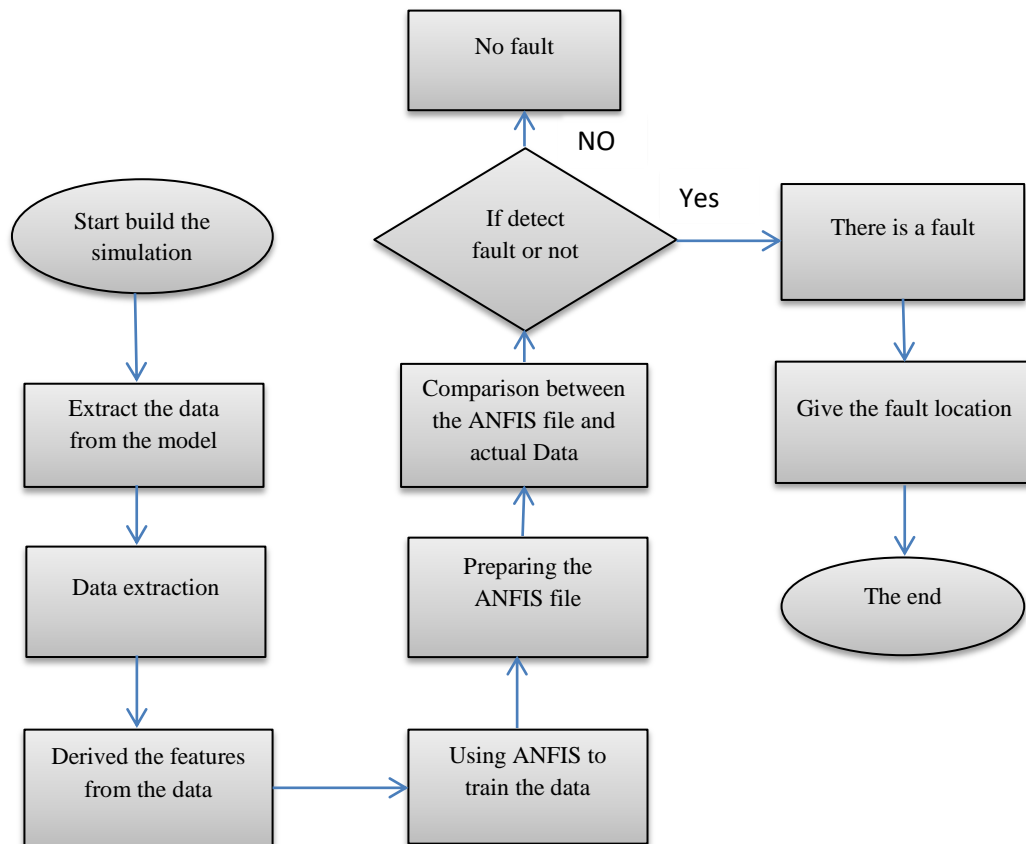 Start build the
simulation
Extract the data
from the model
Data extraction
Derived the features
from the data
Using ANFIS to
train the data
Preparing the
ANFIS file
Comparison between
the ANFIS file and
actual Data
If detect
fault or not
NO
No fault
Yes
There is a fault
Give the fault location
The end